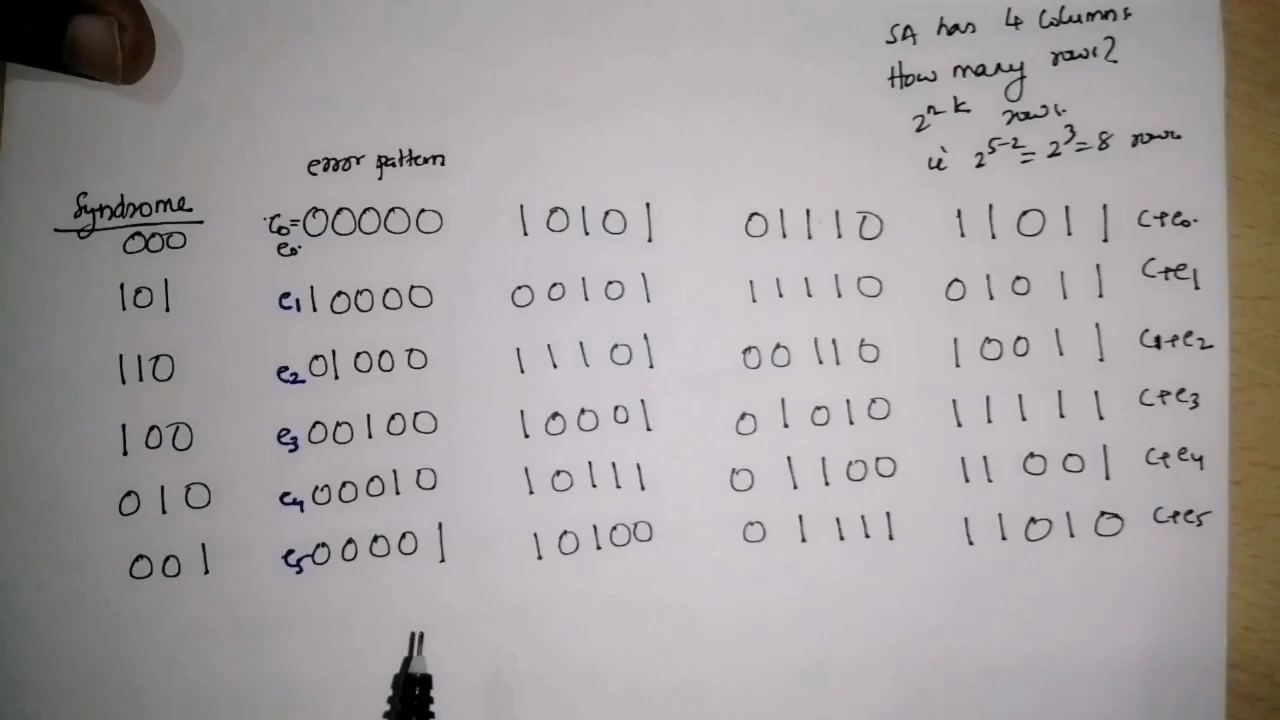 SA has 4 columns
How many rows?
2^n-k rows.
ie 2^5-2 = 2^3 = 8 rows
error pattern
Syndrome
000 c0= e0. 00000 10101 01110 11011 c+e0.
101 e1 10000 00101 11110 01011 c+e1
110 e2 01000 11101 00110 10011 c+e2
100 e3 00100 10001 01010 11111 c+e3
010 e4 00010 10111 01100 11001 c+e4
001 e5 00001 10100 01111 11010 c+e5